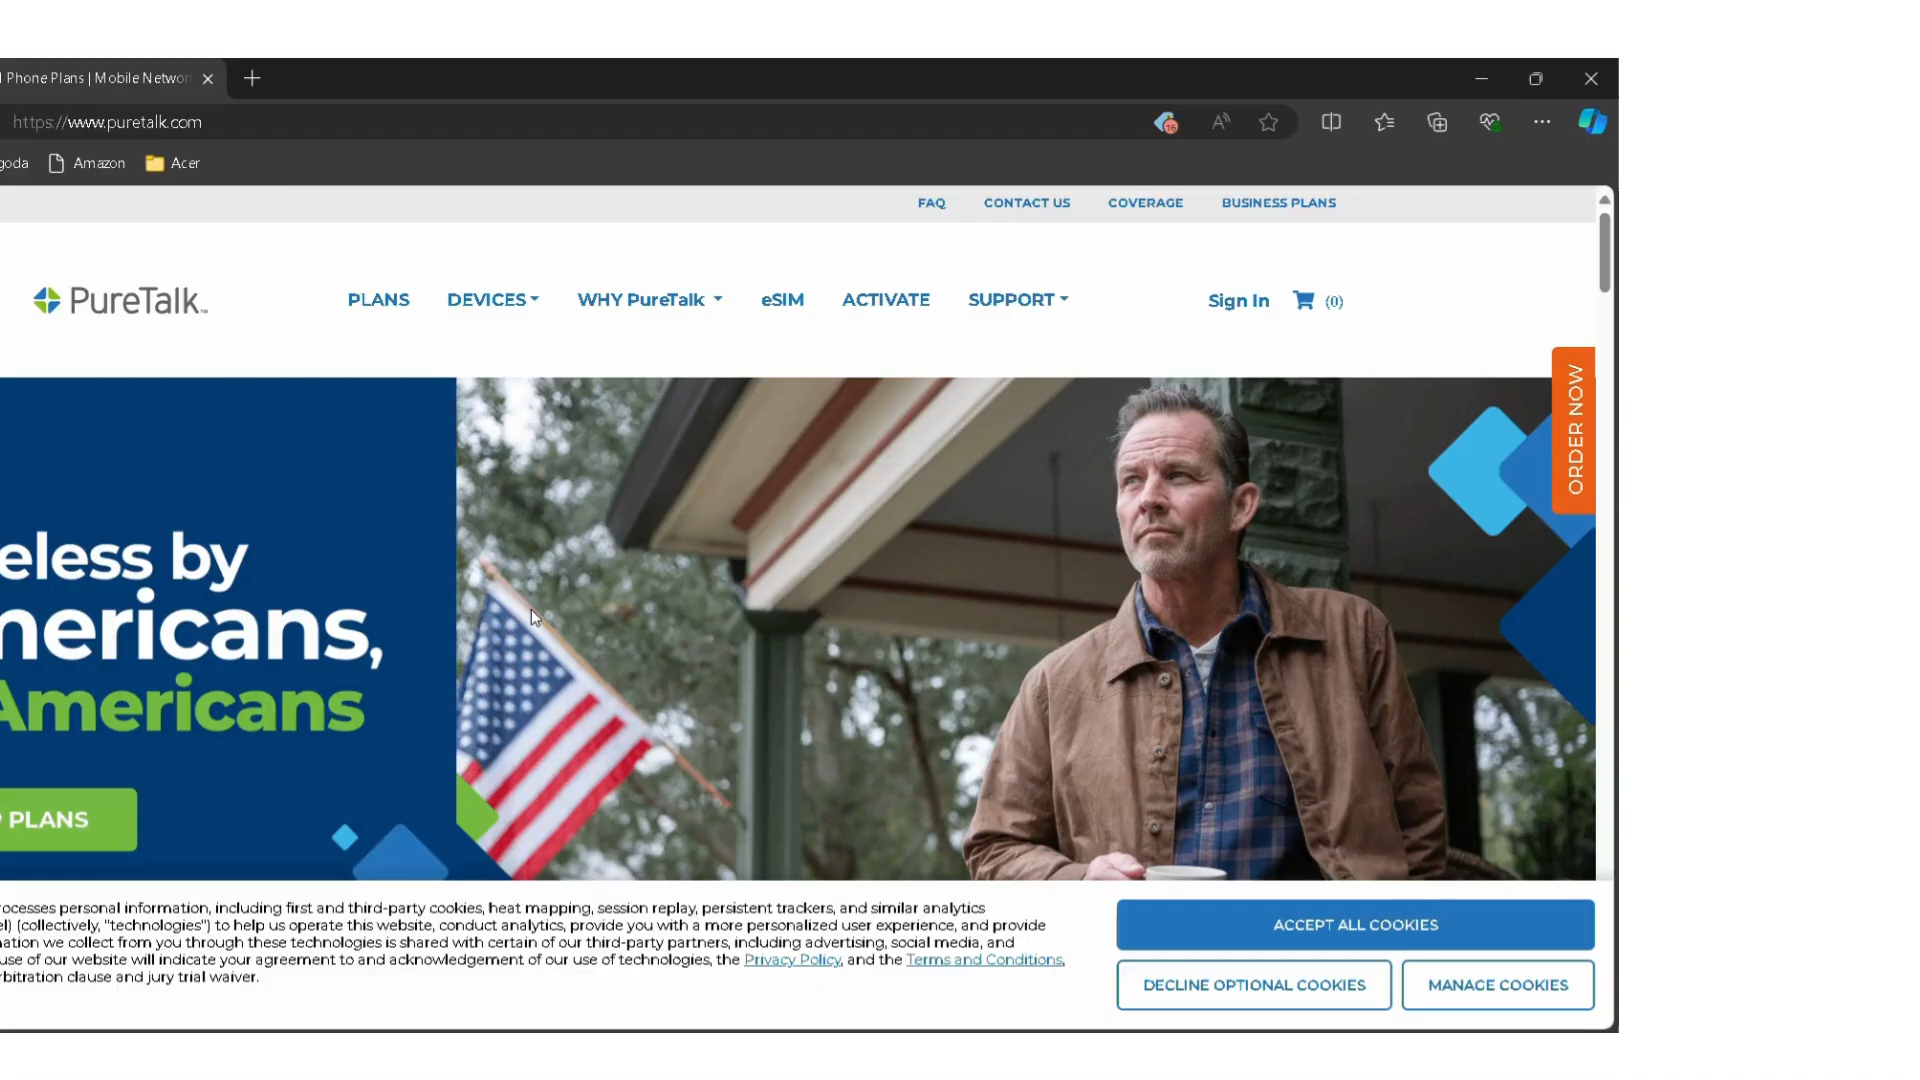 Phone Plans | Mobile Networ
https://www.puretalk.com
16
goda
Amazon
Acer
FAQ
CONTACT US
COVERAGE
BUSINESS PLANS
PureTalk™
PLANS
DEVICES
WHY PureTalk
eSIM
ACTIVATE
SUPPORT
Sign In
(0)
ORDER NOW
eless by
mericans,
Americans
PLANS
ocesses personal information, including first and third-party cookies, heat mapping, session replay, persistent trackers, and similar analytics
el) (collectively, "technologies") to help us operate this website, conduct analytics, provide you with a more personalized user experience, and provide
nation we collect from you through these technologies is shared with certain of our third-party partners, including advertising, social media, and
use of our website will indicate your agreement to and acknowledgement of our use of technologies, the Privacy Policy, and the Terms and Conditions,
rbitration clause and jury trial waiver.
ACCEPT ALL COOKIES
DECLINE OPTIONAL COOKIES
MANAGE COOKIES